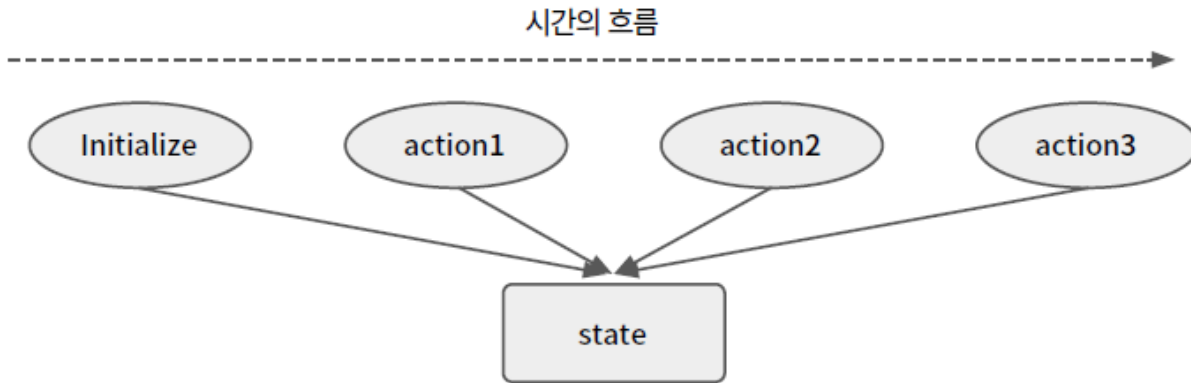 시간의 흐름
Initialize
action1
action2
action3
state